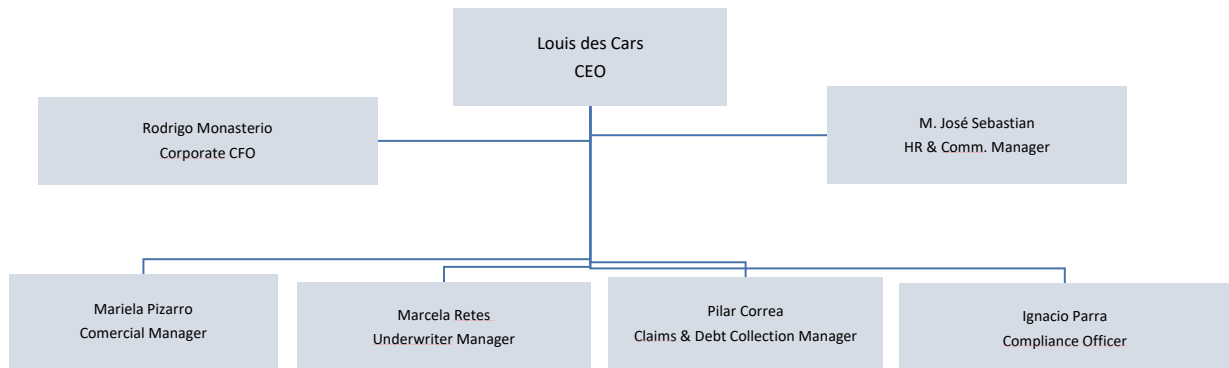 Louis des Cars
CEO
Rodrigo Monasterio
Corporate CFO
M. José Sebastian
HR & Comm. Manager
Mariela Pizarro
Comercial Manager
Marcela Retes
Underwriter Manager
Pilar Correa
Claims & Debt Collection Manager
Ignacio Parra
Compliance Officer